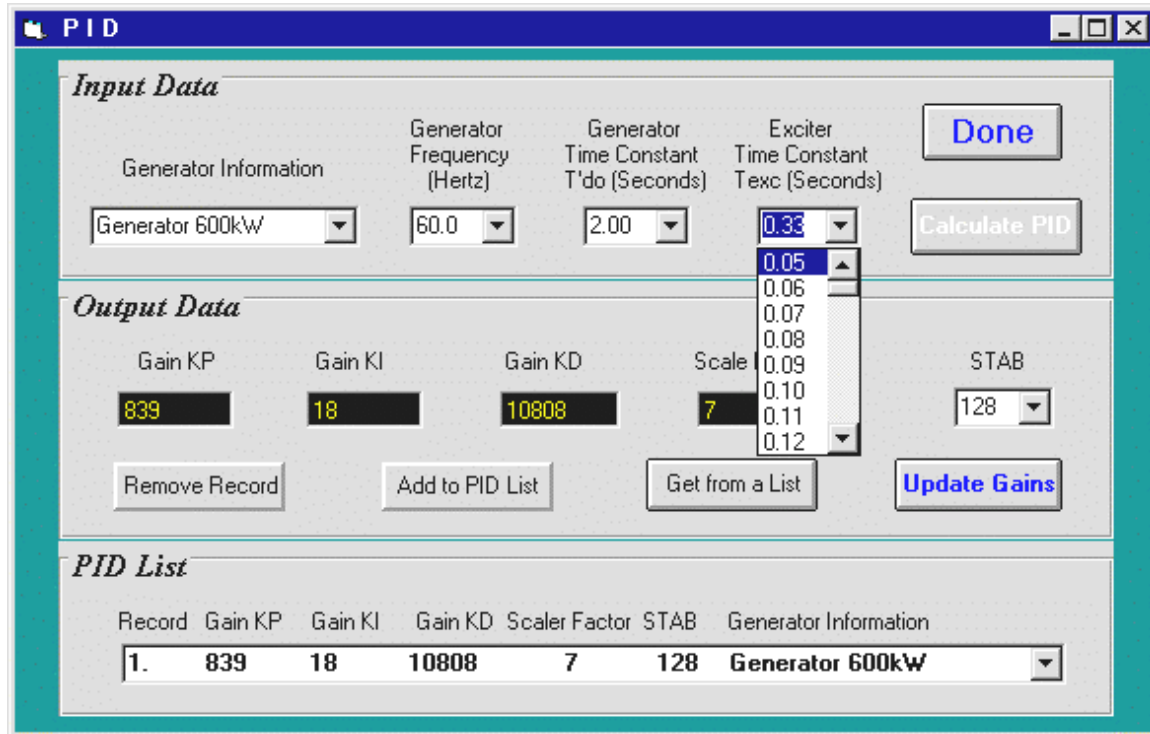 P I D
Input Data
Generator Information
Generator
Frequency
(Hertz)
Generator
Time Constant
T'do (Seconds)
Exciter
Time Constant
Texc (Seconds)
Done
Generator 600kW
60.0
2.00
0.33
Calculate PID
0.05
0.06
0.07
0.08
0.09
0.10
0.11
0.12
Output Data
Gain KP
Gain KI
Gain KD
Scale
STAB
839
18
10808
7
128
Remove Record
Add to PID List
Get from a List
Update Gains
PID List
Record Gain KP Gain KI Gain KD Scaler Factor STAB Generator Information
1. 839 18 10808 7 128 Generator 600kW